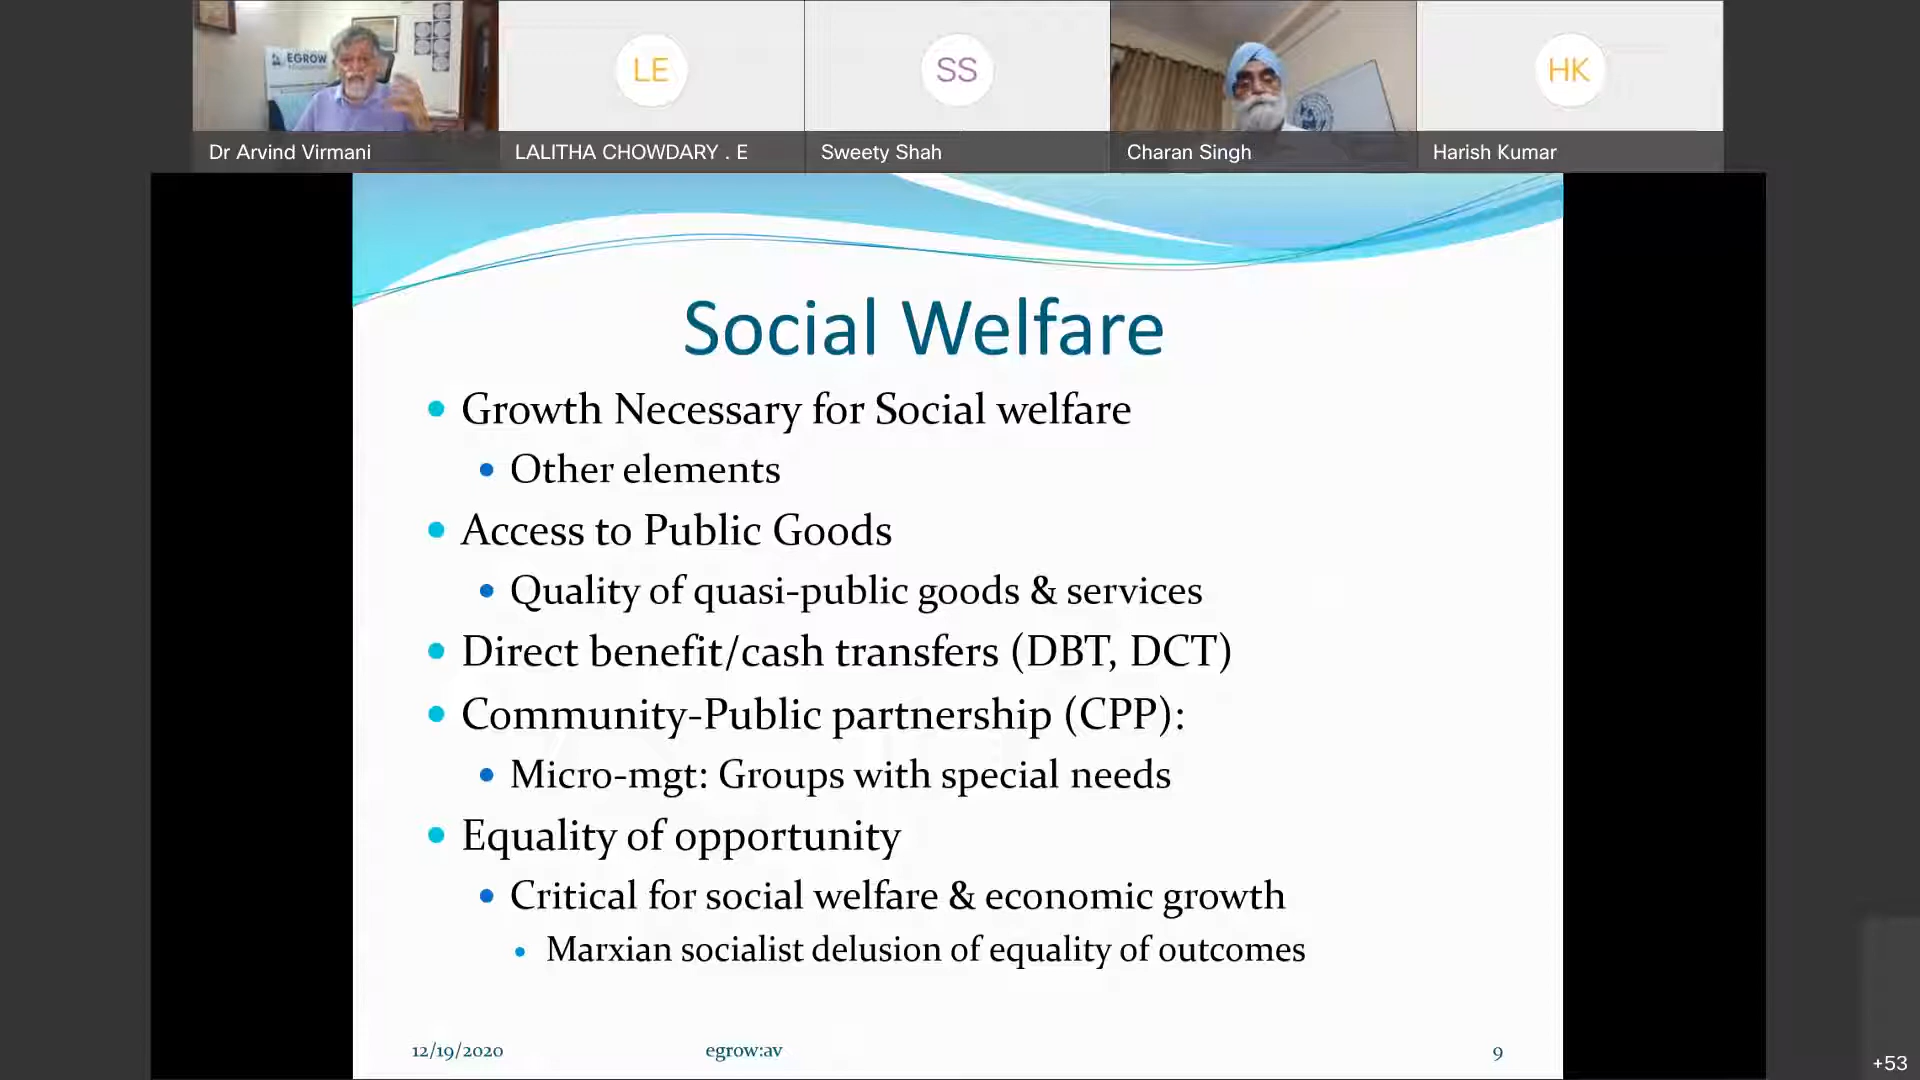 EGROW
LE
SS
HK
Dr Arvind Virmani
LALITHA CHOWDARY . E
Sweety Shah
Charan Singh
Harish Kumar
Social Welfare
Growth Necessary for Social welfare
Other elements
Access to Public Goods
Quality of quasi-public goods & services
Direct benefit/cash transfers (DBT, DCT)
Community-Public partnership (CPP):
Micro-mgt: Groups with special needs
Equality of opportunity
Critical for social welfare & economic growth
Marxian socialist delusion of equality of outcomes
12/19/2020
egrow:av
9
+53